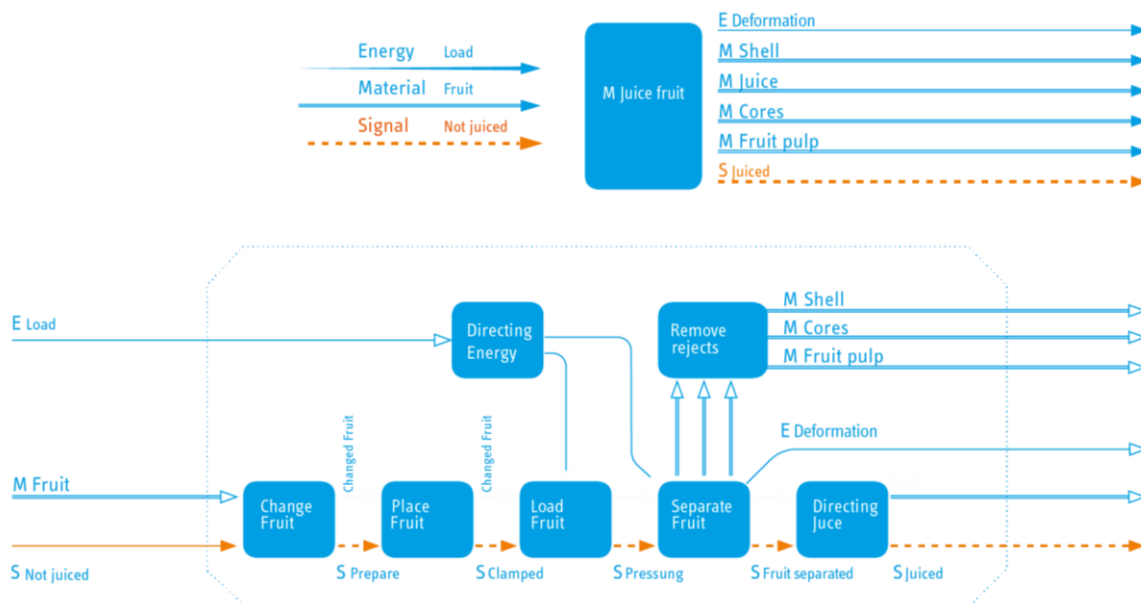 E Deformation
Energy Load
M Shell
Material Fruit
M Juice fruit
M Juice
Signal Not juiced
M Cores
M Fruit pulp
S Juiced
E Load
Directing
Energy
Remove
rejects
M Shell
M Cores
M Fruit pulp
Changed Fruit
Changed Fruit
E Deformation
M Fruit
Change
Fruit
Place
Fruit
Load
Fruit
Separate
Fruit
Directing
Juce
S Not juiced
S Prepare
S Clamped
S Pressung
S Fruit separated
S Juiced